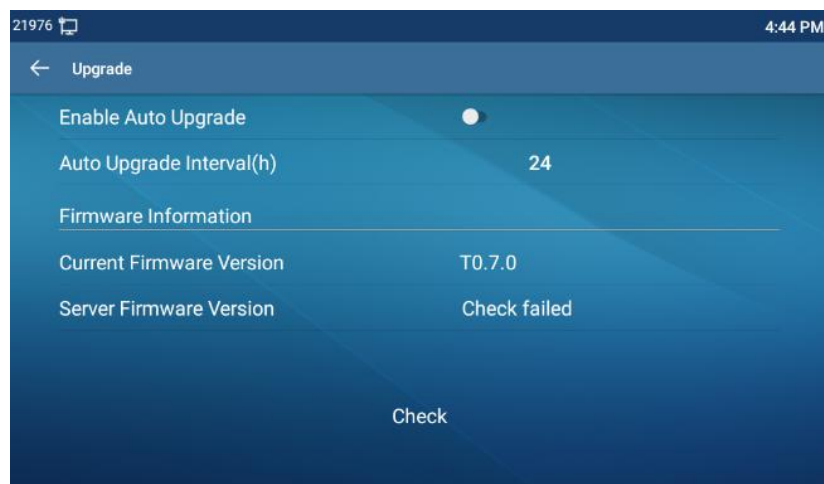 21976 4:44 PM
Upgrade
Enable Auto Upgrade
Auto Upgrade Interval(h) 24
Firmware Information
Current Firmware Version T0.7.0
Server Firmware Version Check failed
Check